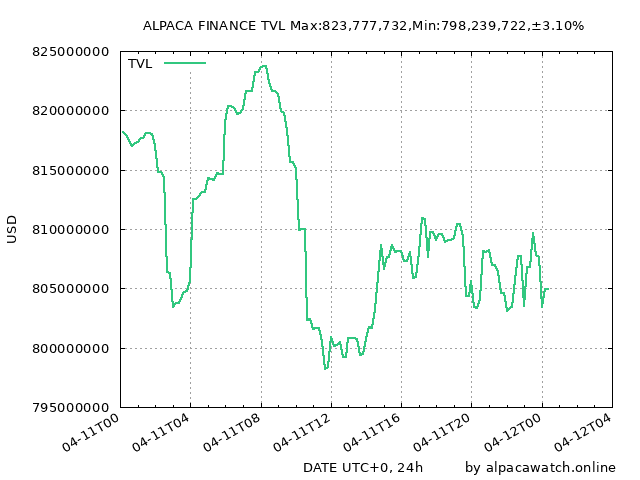 ALPACA FINANCE TVL Max:823,777,732,Min:798,239,722,±3.10%
TVL
825000000
820000000
815000000
810000000
805000000
800000000
795000000
USD
04-11T00
04-11T04
04-11T08
04-11T12
04-11T16
04-11T20
04-12T00
04-12T04
DATE UTC+0, 24h
by alpacawatch.online